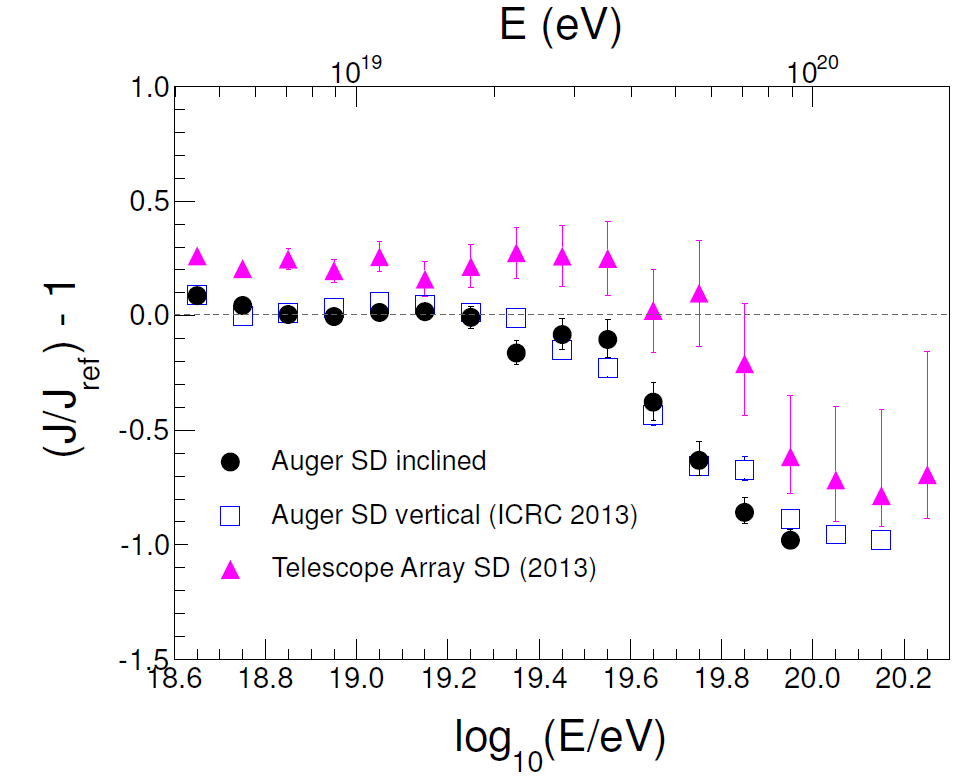 E (eV)
10^19 10^20
1.0
0.5
0.0
-0.5
-1.0
-1.5
(J/J_ref) - 1
Auger SD inclined
Auger SD vertical (ICRC 2013)
Telescope Array SD (2013)
18.6 18.8 19.0 19.2 19.4 19.6 19.8 20.0 20.2
log_10(E/eV)